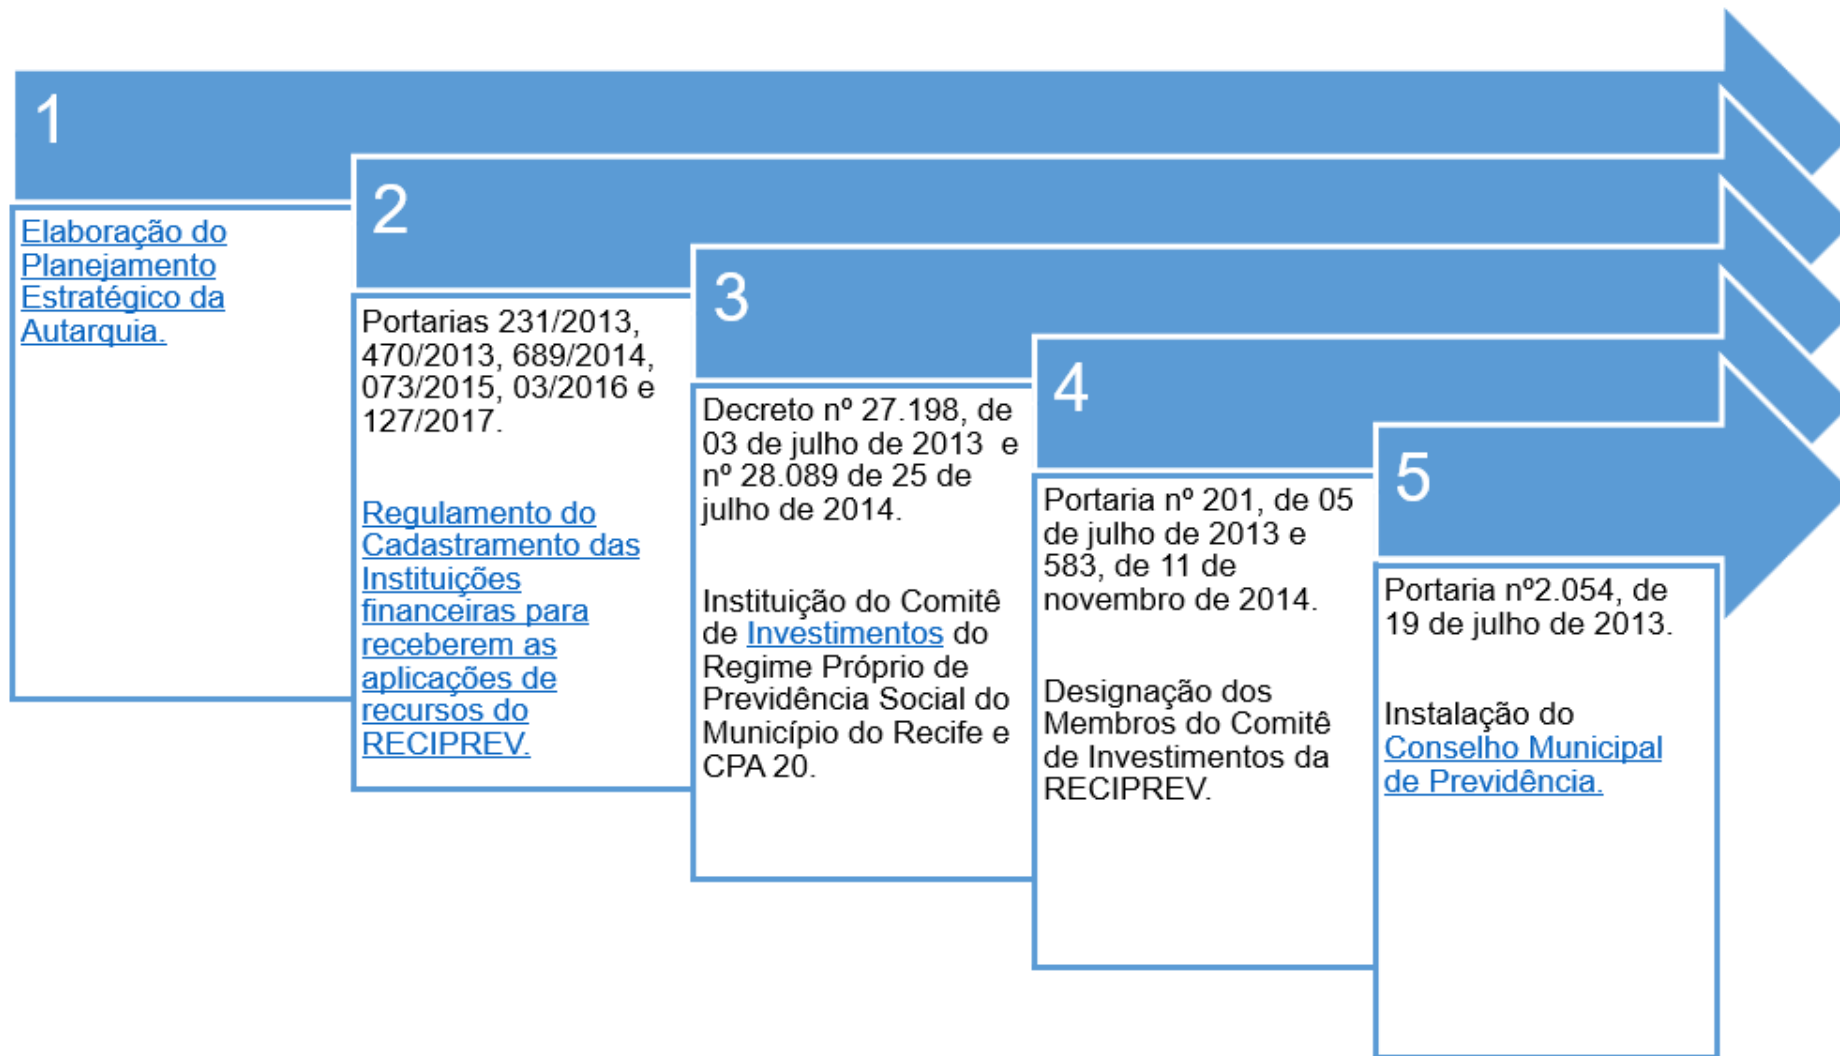 1
Elaboração do
Planejamento
Estratégico da
Autarquia.
2
Portarias 231/2013,
470/2013, 689/2014,
073/2015, 03/2016 e
127/2017.
Regulamento do
Cadastramento das
Instituições
financeiras para
receberem as
aplicações de
recursos do
RECIPREV.
3
Decreto nº 27.198, de
03 de julho de 2013 e
nº 28.089 de 25 de
julho de 2014.
Instituição do Comitê
de Investimentos do
Regime Próprio de
Previdência Social do
Município do Recife e
CPA 20.
4
Portaria nº 201, de 05
de julho de 2013 e
583, de 11 de
novembro de 2014.
Designação dos
Membros do Comitê
de Investimentos da
RECIPREV.
5
Portaria nº2.054, de
19 de julho de 2013.
Instalação do
Conselho Municipal
de Previdência.